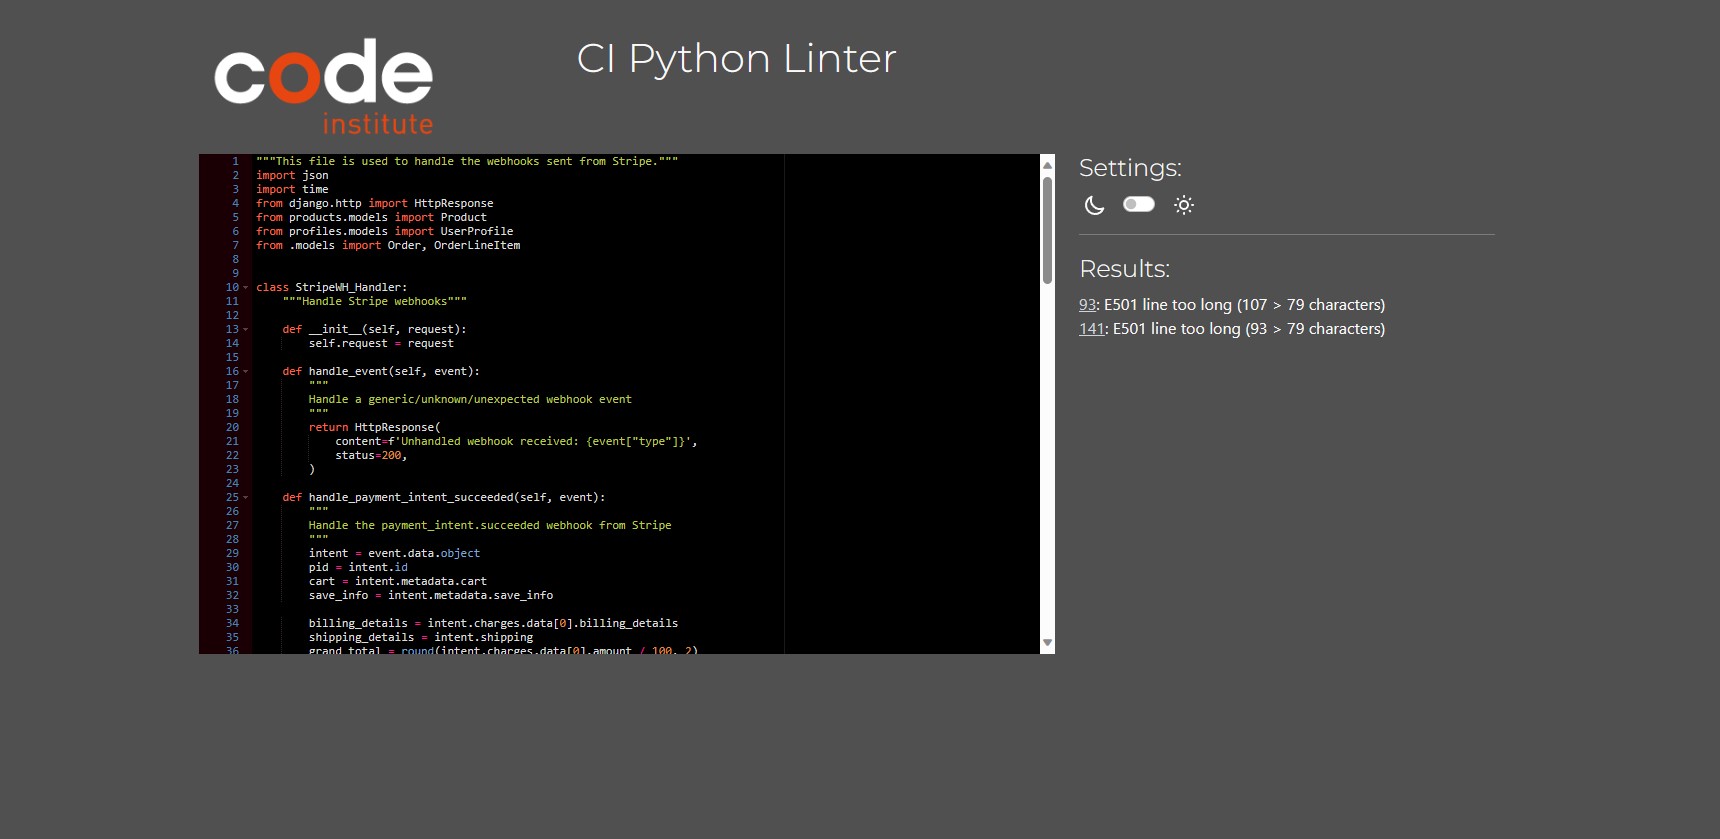 code
institute
CI Python Linter
1 """This file is used to handle the webhooks sent from Stripe."""
2 import json
3 import time
4 from django.http import HttpResponse
5 from products.models import Product
6 from profiles.models import UserProfile
7 from .models import Order, OrderLineItem
8
9
10 class StripeWH_Handler:
11     """Handle Stripe webhooks"""
12
13     def __init__(self, request):
14         self.request = request
15
16     def handle_event(self, event):
17         """
18         Handle a generic/unknown/unexpected webhook event
19         """
20         return HttpResponse(
21             content=f'Unhandled webhook received: {event["type"]}',
22             status=200,
23         )
24
25     def handle_payment_intent_succeeded(self, event):
26         """
27         Handle the payment_intent.succeeded webhook from Stripe
28         """
29         intent = event.data.object
30         pid = intent.id
31         cart = intent.metadata.cart
32         save_info = intent.metadata.save_info
33
34         billing_details = intent.charges.data[0].billing_details
35         shipping_details = intent.shipping
36         grand_total = round(intent.charges.data[0].amount / 100, 2)
Settings:
Results:
93: E501 line too long (107 > 79 characters)
141: E501 line too long (93 > 79 characters)